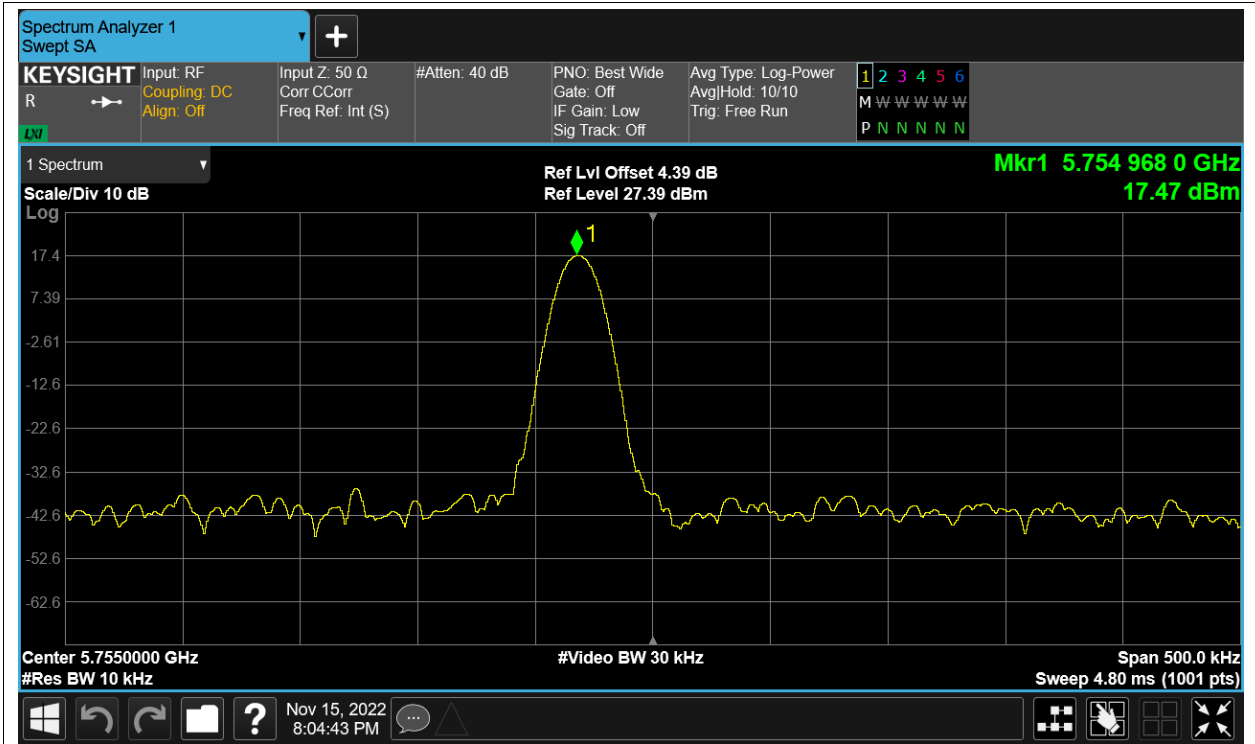 Spectrum Analyzer 1
Swept SA
+
KEYSIGHT
R
LXI
Input: RF
Coupling: DC
Align: Off
Input Z: 50 Ω
Corr CCorr
Freq Ref: Int (S)
#Atten: 40 dB
PNO: Best Wide
Gate: Off
IF Gain: Low
Sig Track: Off
Avg Type: Log-Power
Avg|Hold: 10/10
Trig: Free Run
1 2 3 4 5 6
M W W W W W W
P N N N N N
1 Spectrum
Scale/Div 10 dB
Log
Ref Lvl Offset 4.39 dB
Ref Level 27.39 dBm
Mkr1 5.754 968 0 GHz
17.47 dBm
1
17.4
7.39
-2.61
-12.6
-22.6
-32.6
-42.6
-52.6
-62.6
Center 5.7550000 GHz
#Res BW 10 kHz
#Video BW 30 kHz
Span 500.0 kHz
Sweep 4.80 ms (1001 pts)
?
Nov 15, 2022
8:04:43 PM